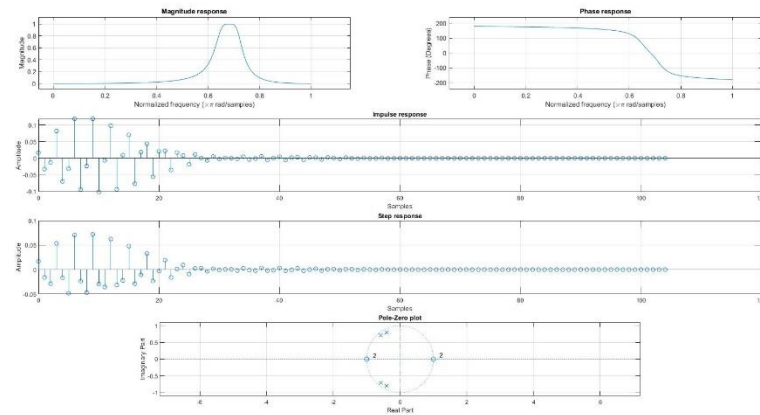 Magnitude response
Magnitude
1
0.8
0.6
0.4
0.2
0
0 0.2 0.4 0.6 0.8 1
Normalized frequency (×π rad/samples)
Phase response
Phase (Degrees)
200
100
0
-100
-200
0 0.2 0.4 0.6 0.8 1
Normalized frequency (×π rad/samples)
Impulse response
Amplitude
0.1
0.05
0
-0.05
-0.1
0 20 40 60 80 100
Samples
Step response
Amplitude
0.1
0.05
0
-0.05
0 20 40 60 80 100
Samples
Pole-Zero plot
Imaginary Part
1
0.5
0
-0.5
-1
2 2
-6 -4 -2 0 2 4 6
Real Part